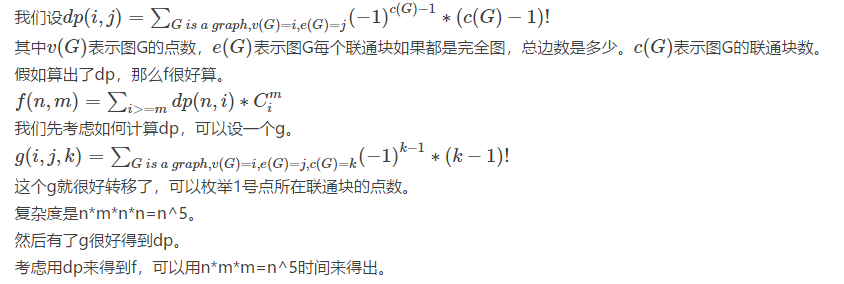 我们设dp(i,j) = ∑_{G is a graph,v(G)=i,e(G)=j}(-1)^{c(G)-1} * (c(G) - 1)!
其中v(G)表示图G的点数，e(G)表示图G每个联通块如果都是完全图，总边数是多少。c(G)表示图G的联通块数。
假如算出了dp，那么f很好算。
f(n,m) = ∑_{i>=m} dp(n,i) * C_i^m
我们先考虑如何计算dp，可以设一个g。
g(i,j,k) = ∑_{G is a graph,v(G)=i,e(G)=j,c(G)=k}(-1)^{k-1} * (k - 1)!
这个g就很好转移了，可以枚举1号点所在联通块的点数。
复杂度是n*m*n*n=n^5。
然后有了g很好得到dp。
考虑用dp来得到f，可以用n*m*m=n^5时间来得出。